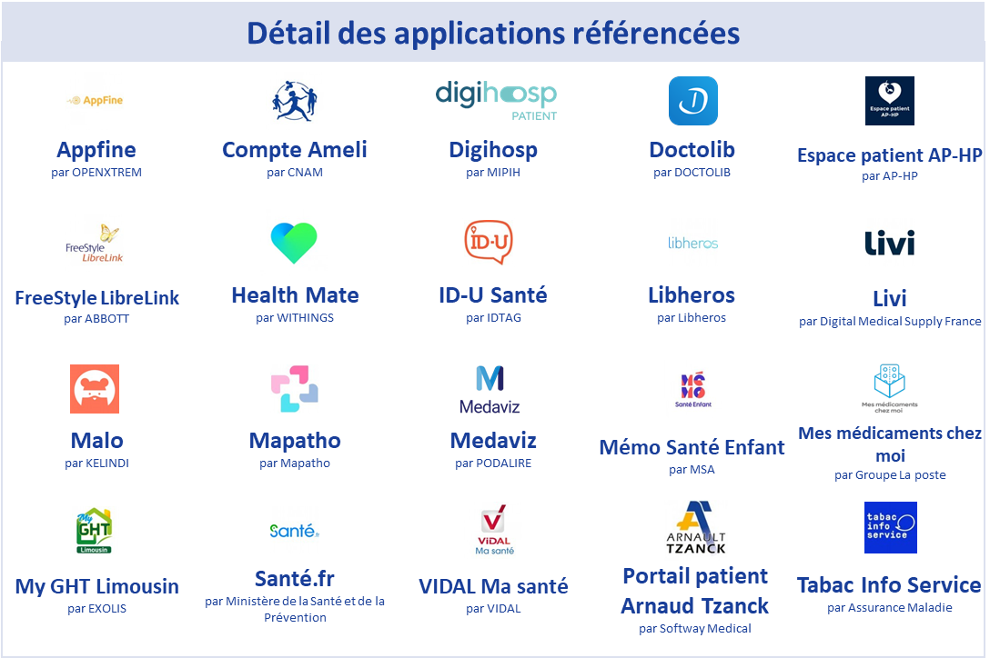 Détail des applications référencées
AppFine
Appfine
par OPENXTREM
Compte Ameli
par CNAM
digihosp
PATIENT
Digihosp
par MIPIH
D
Doctolib
par DOCTOLIB
Espace patient
AP-HP
Espace patient AP-HP
par AP-HP
FreeStyle
LibreLink
FreeStyle LibreLink
par ABBOTT
Health Mate
par WITHINGS
ID-U
ID-U Santé
par IDTAG
libheros
Libheros
par Libheros
Livi
Livi
par Digital Medical Supply France
Malo
par KELINDI
Mapatho
par Mapatho
M
Medaviz
Medaviz
par PODALIRE
MÉ
MO
Santé Enfant
Mémo Santé Enfant
par MSA
Mes médicaments
chez moi
Mes médicaments chez
moi
par Groupe La poste
My
GHT
Limousin
My GHT Limousin
par EXOLIS
Santé.fr
Santé.fr
par Ministère de la Santé et de la
Prévention
V
ViDAL
Ma santé
VIDAL Ma santé
par VIDAL
ARNAULT
TZANCK
Portail patient
Arnaud Tzanck
par Softway Medical
tabac
info
service
Tabac Info Service
par Assurance Maladie